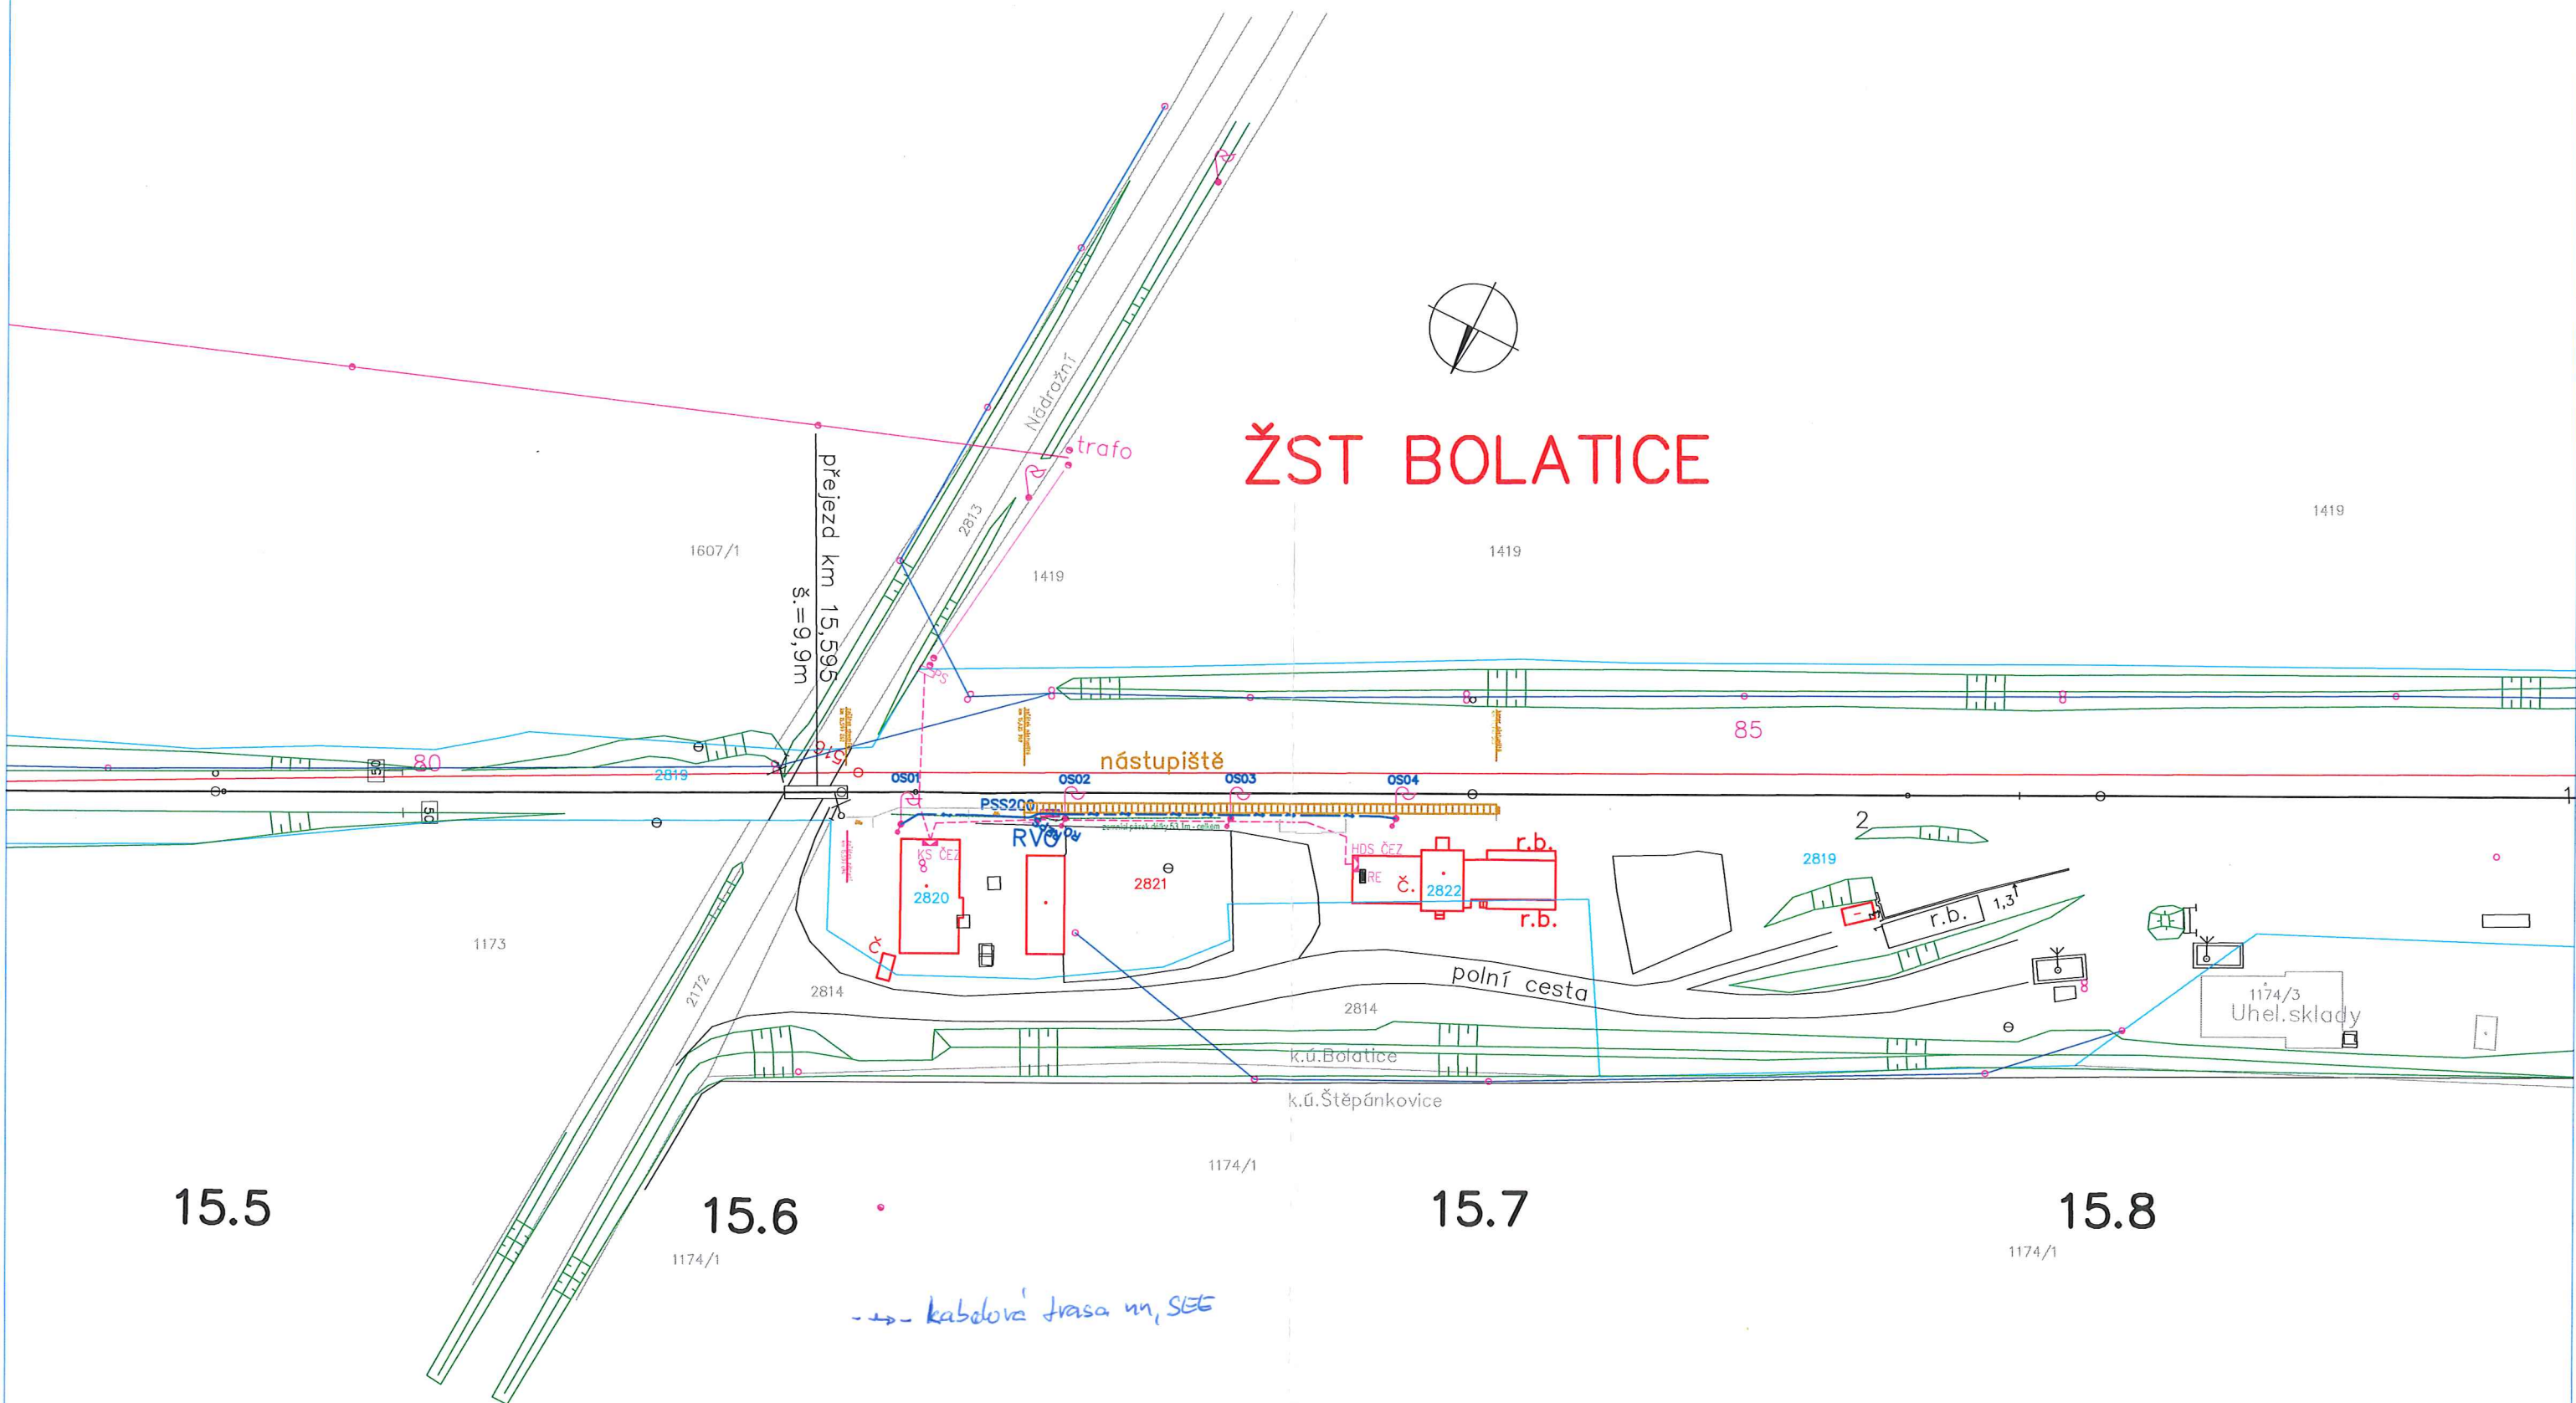 Nádražní
trafo
ŽST BOLATICE
přejezd km 15,595
š.=9,9m
2813
1607/1
1419
1419
1419
PS
85
80
50
2819
nástupiště
OS01
OS02
OS03
OS04
PSS200
50
RVO
2
KS ČEZ
HDS ČEZ
RE
r.b.
2819
2820
2821
č.
2822
r.b.
r.b.
1,3
č.
1173
2172
2814
polní cesta
2814
1174/3
Uhel.sklady
k.ú.Bolatice
k.ú.Štěpánkovice
1174/1
15.5
15.6
15.7
15.8
1174/1
1174/1
kabelová trasa nn, SEE